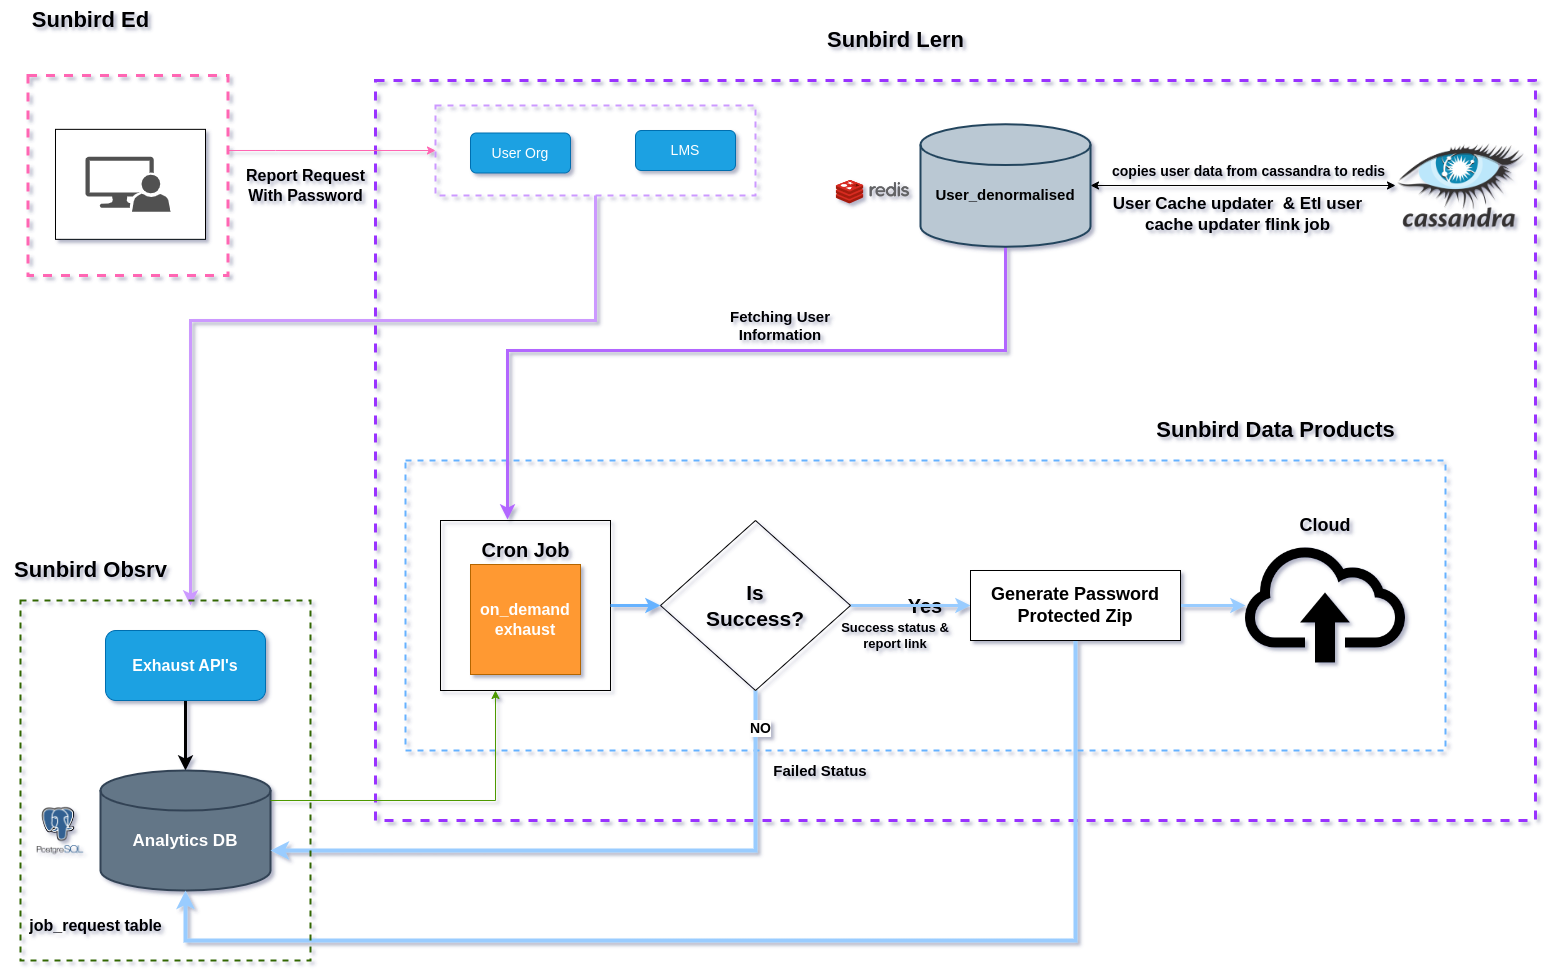 Sunbird Ed
Sunbird Lern
User Org
LMS
Report Request
With Password
redis
User_denormalised
copies user data from cassandra to redis
User Cache updater & Etl user
cache updater flink job
cassandra
Fetching User
Information
Sunbird Data Products
Cron Job
on_demand
exhaust
Is
Success?
Yes
Success status &
report link
Generate Password
Protected Zip
Cloud
NO
Failed Status
Sunbird Obsrv
Exhaust API's
Analytics DB
PostgreSQL
job_request table